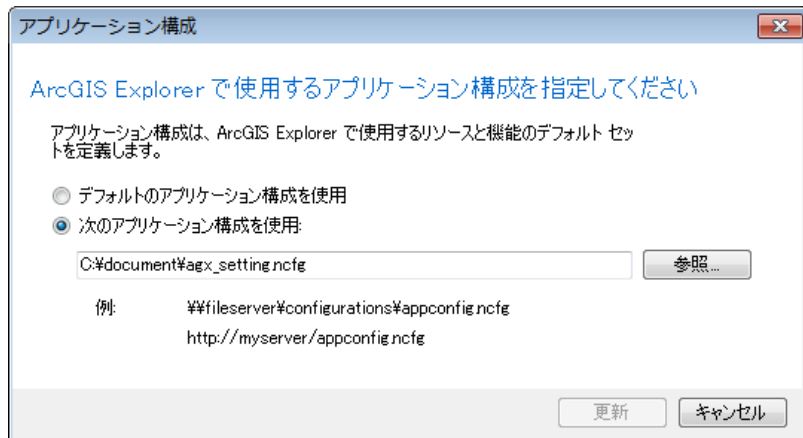 アプリケーション構成
ArcGIS Explorer で使用するアプリケーション構成を指定してください
アプリケーション構成は、ArcGIS Explorer で使用するリソースと機能のデフォルト セッ
トを定義します。
デフォルトのアプリケーション構成を使用
次のアプリケーション構成を使用:
C:¥document¥agx_setting.ncfg
参照...
例: ¥¥fileserver¥configurations¥appconfig.ncfg
http://myserver/appconfig.ncfg
更新 キャンセル